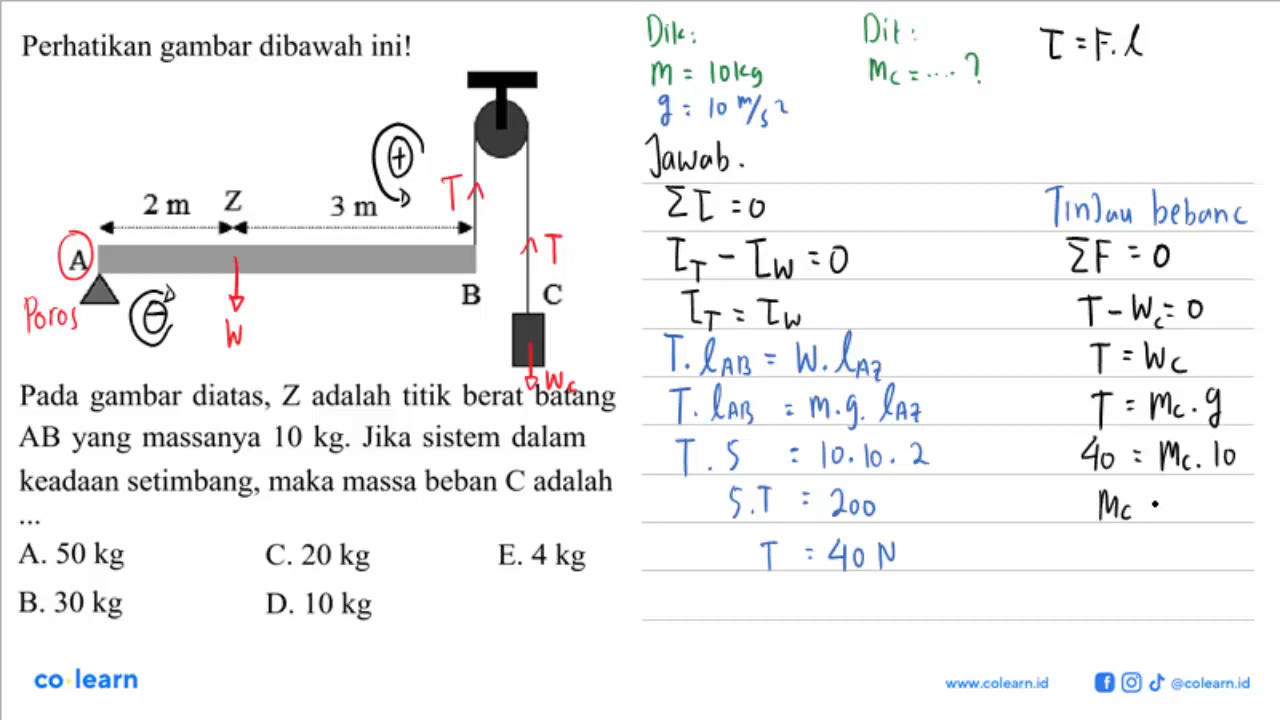 Perhatikan gambar dibawah ini!
2 m Z 3 m
T
+
A
T
B C
Poros
θ
W
Wc
Pada gambar diatas, Z adalah titik berat batang
AB yang massanya 10 kg. Jika sistem dalam
keadaan setimbang, maka massa beban C adalah
...
A. 50 kg C. 20 kg E. 4 kg
B. 30 kg D. 10 kg
Dik:
m = 10 kg
g = 10 m/s²
Dit:
Mc = .... ?
τ = F. l
Jawab.
Στ = 0
τT - τW = 0
τT = τW
T. lAB = W. lAZ
T. lAB = m.g. lAZ
T. 5 = 10.10.2
5.T = 200
T = 40 N
Tinjau beban c
ΣF = 0
T - Wc = 0
T = Wc
T = Mc. g
40 = Mc. 10
Mc
co learn
www.colearn.id @colearn.id